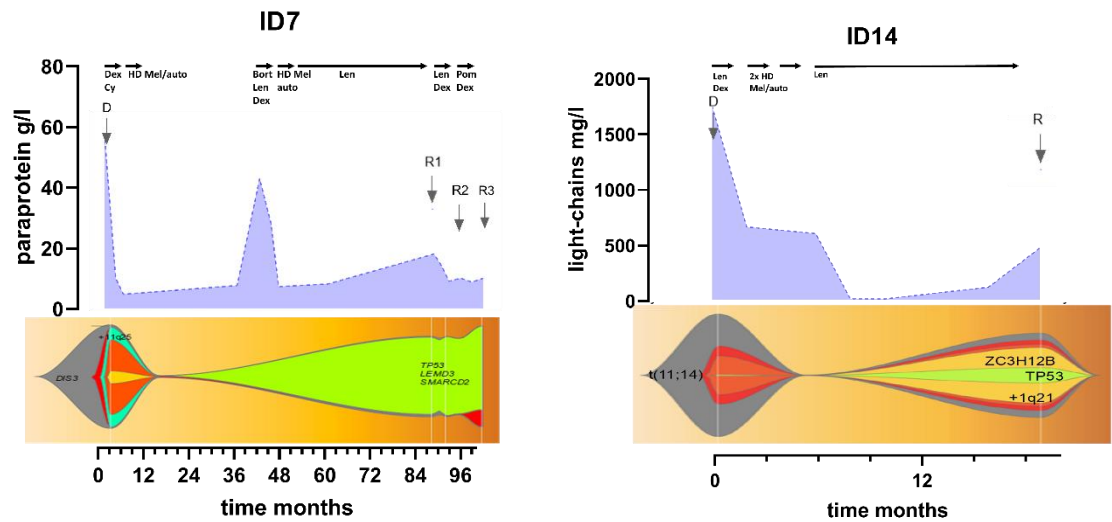 ID7
Dex HD Mel/auto
Cy
Bort HD Mel Len
Len auto
Dex
Len Pom
Dex Dex
80
60
40
20
0
paraprotein g/l
D
R1
R2
R3
+11q25
DIS3
TP53
LEMD3
SMARCD2
0 12 24 36 48 60 72 84 96
time months
ID14
Len 2x HD Len
Dex Mel/auto
2000
1500
1000
500
0
light-chains mg/l
D
R
t(11;14)
ZC3H12B
TP53
+1q21
0 12
time months